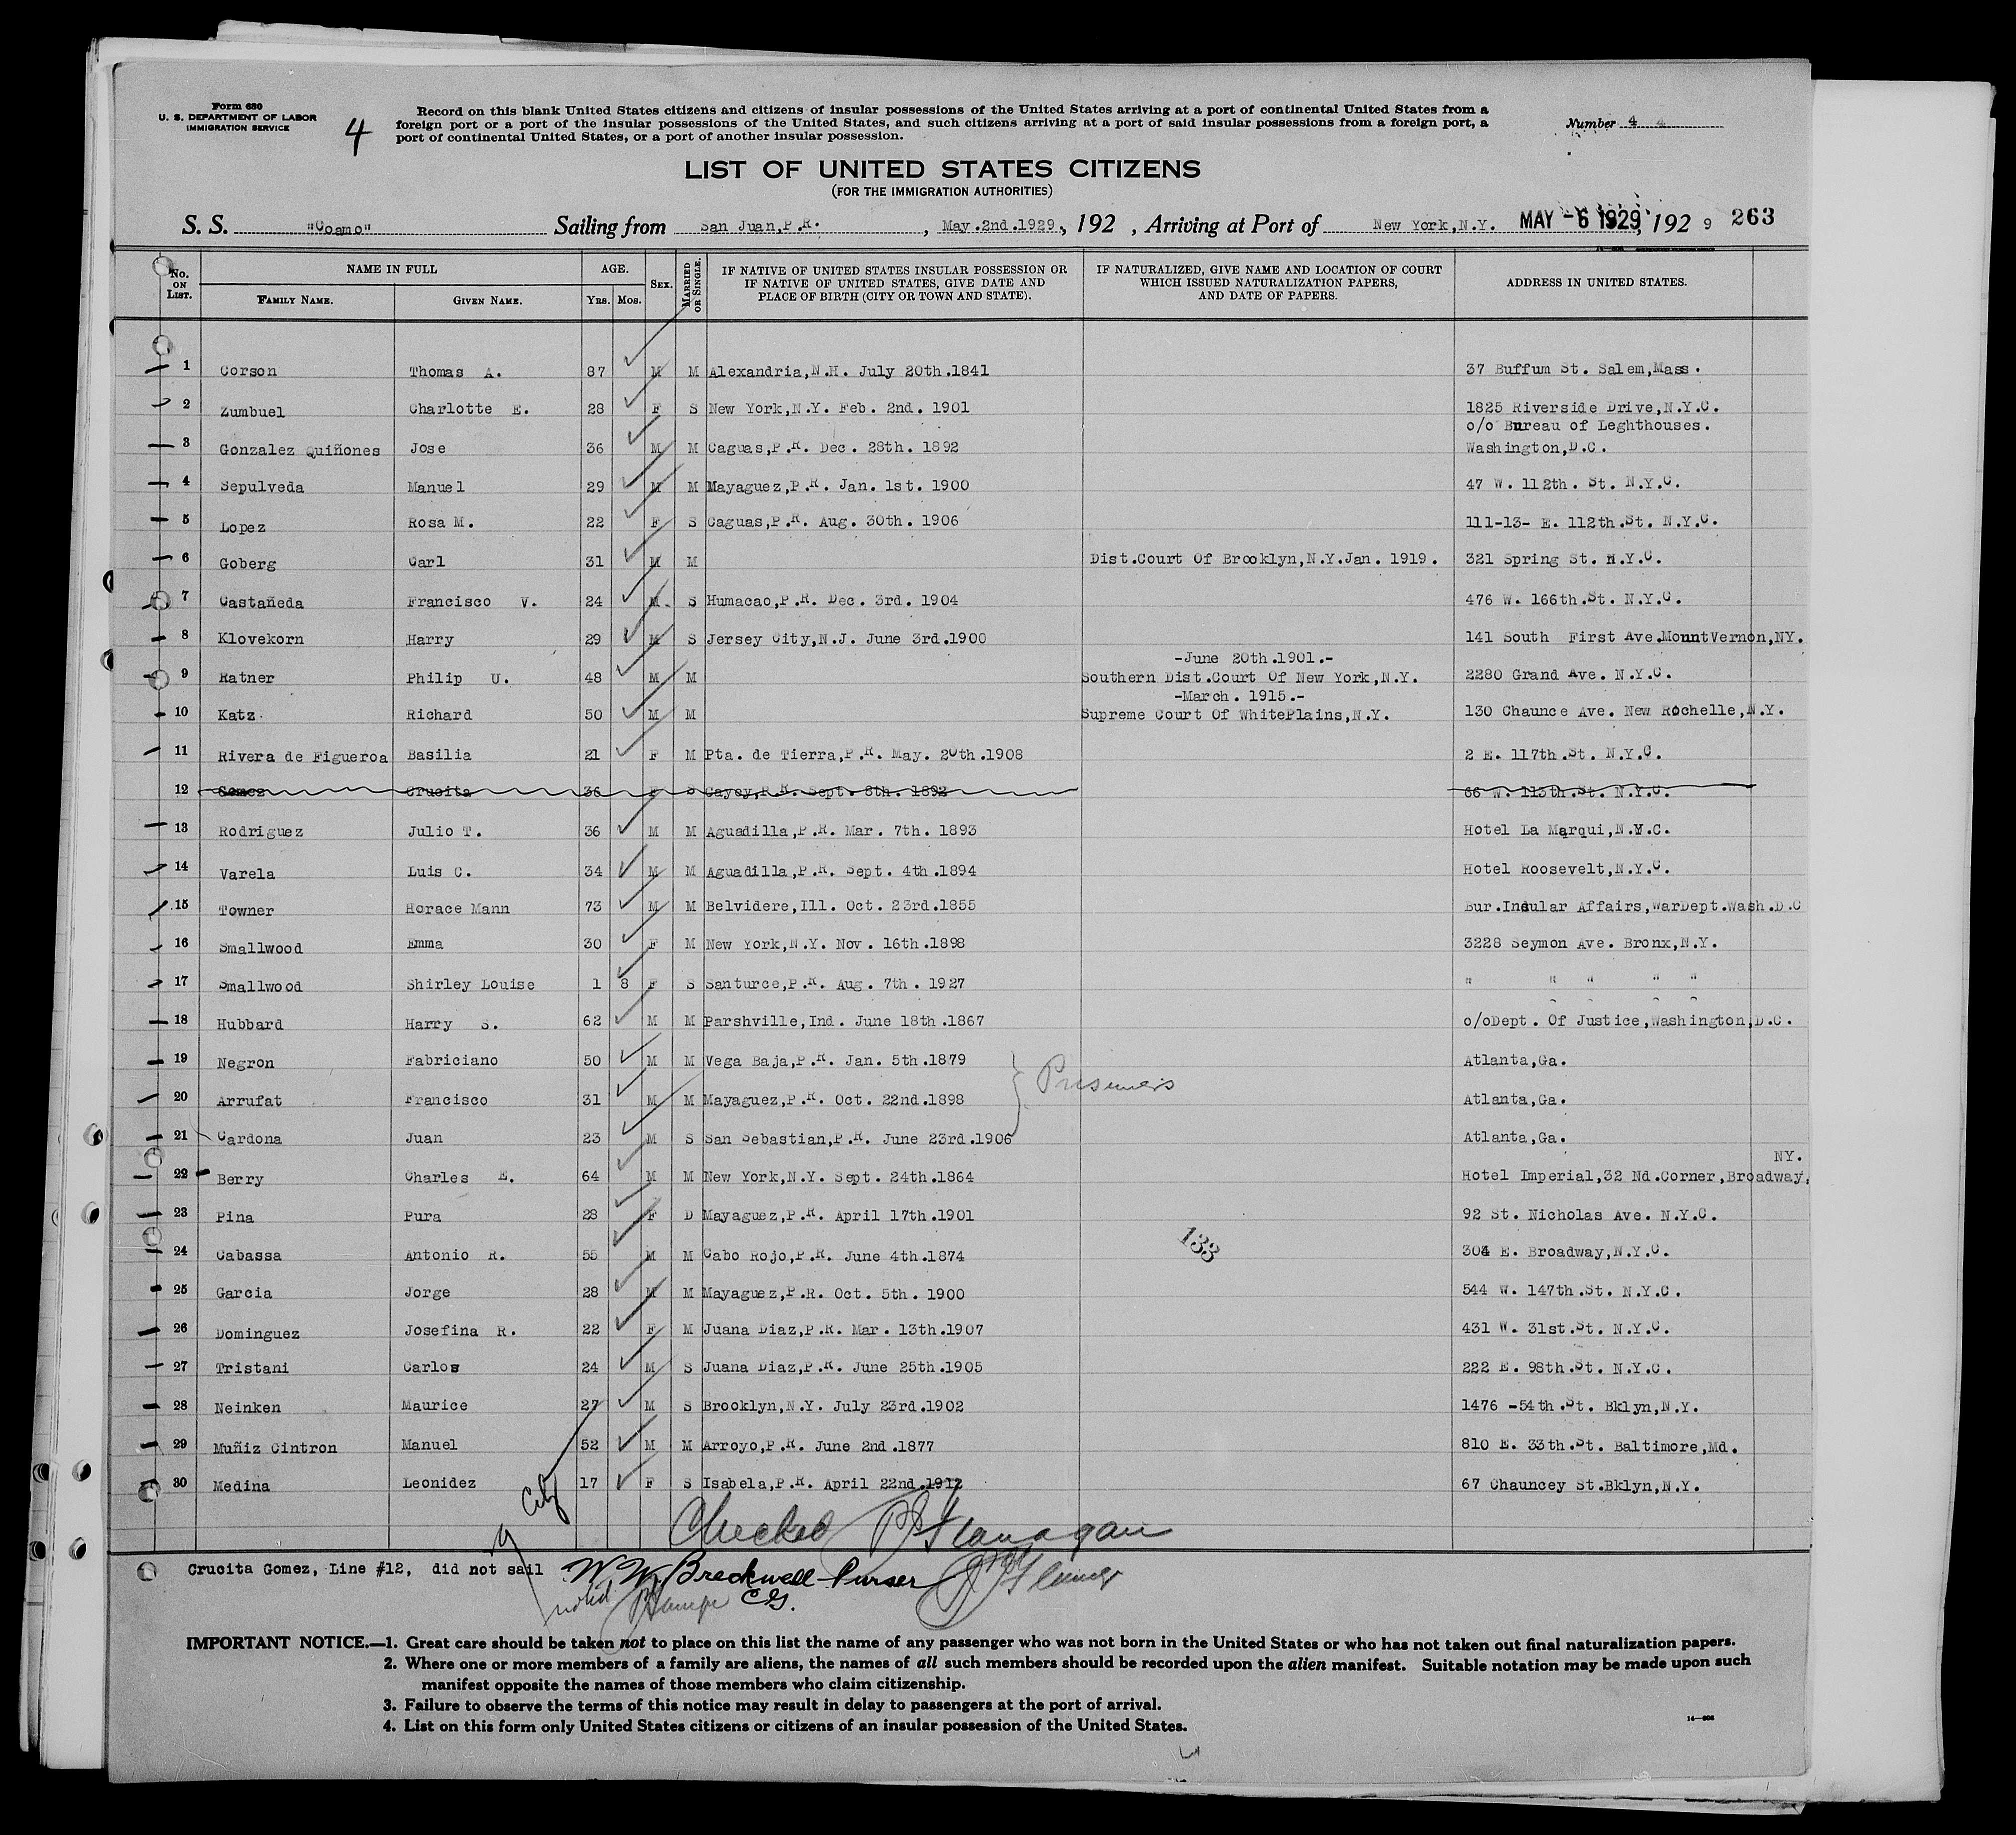 Form 680
U. S. DEPARTMENT OF LABOR
IMMIGRATION SERVICE
4
Record on this blank United States citizens and citizens of insular possessions of the United States arriving at a port of continental United States from a
foreign port or a port of the insular possessions of the United States, and such citizens arriving at a port of said insular possessions from a foreign port, a
port of continental United States, or a port of another insular possession.
Number 4 4
LIST OF UNITED STATES CITIZENS
(FOR THE IMMIGRATION AUTHORITIES)
S. S. "Coamo" Sailing from San Juan,P.R. , May.2nd.1929., 192 , Arriving at Port of New York,N.Y. MAY -6 1929, 192 9 263
No. ON LIST. NAME IN FULL FAMILY NAME. GIVEN NAME. AGE. YRS. MOS. SEX. MARRIED OR SINGLE. IF NATIVE OF UNITED STATES INSULAR POSSESSION OR IF NATIVE OF UNITED STATES, GIVE DATE AND PLACE OF BIRTH (CITY OR TOWN AND STATE). IF NATURALIZED, GIVE NAME AND LOCATION OF COURT WHICH ISSUED NATURALIZATION PAPERS, AND DATE OF PAPERS. ADDRESS IN UNITED STATES.
1 Corson Thomas A. 87 M M Alexandria,N.H. July 20th.1841 37 Buffum St. Salem,Mass.
2 Zumbuel Charlotte E. 28 F S New York,N.Y. Feb. 2nd. 1901 1825 Riverside Drive,N.Y.C.
o/o Bureau of Leghthouses.
3 Gonzalez Quiñones Jose 36 M M Caguas,P.R. Dec. 28th. 1892 Washington,D.C.
4 Sepulveda Manuel 29 M M Mayaguez,P.R. Jan. 1st. 1900 47 W. 112th. St. N.Y.C.
5 Lopez Rosa M. 22 F S Caguas,P.R. Aug. 30th. 1906 111-13- E. 112th.St. N.Y.C.
6 Goberg Carl 31 M M Dist.Court Of Brooklyn,N.Y.Jan. 1919. 321 Spring St. N.Y.C.
7 Castañeda Francisco V. 24 M. S Humacao,P.R. Dec. 3rd. 1904 476 W. 166th.St. N.Y.C.
8 Klovekorn Harry 29 M S Jersey City,N.J. June 3rd.1900 141 South First Ave.MountVernon,NY.
-June 20th.1901.-
9 Ratner Philip U. 48 M M Southern Dist.Court Of New York,N.Y. 2280 Grand Ave. N.Y.C.
-March. 1915.-
10 Katz Richard 50 M M Supreme Court Of WhitePlains,N.Y. 130 Chaunce Ave. New Rochelle,N.Y.
11 Rivera de Figueroa Basilia 21 F M Pta. de Tierra,P.R. May. 20th.1908 2 E. 117th.St. N.Y.C.
12 Gomez Crucita 36 F S Cayey,P.R. Sept. 8th. 1892 66 W. 113th.St. N.Y.C.
13 Rodriguez Julio T. 36 M M Aguadilla,P.R. Mar. 7th. 1893 Hotel La Marqui,N.Y.C.
14 Varela Luis C. 34 M M Aguadilla,P.R. Sept. 4th.1894 Hotel Roosevelt,N.Y.C.
15 Towner Horace Mann 73 M M Belvidere,Ill. Oct. 23rd.1855 Bur.Insular Affairs,WarDept.Wash.D.C
16 Smallwood Emma 30 F M New York,N.Y. Nov. 16th.1898 3228 Seymon Ave. Bronx,N.Y.
17 Smallwood Shirley Louise 1 8 F S Santurce,P.R. Aug. 7th. 1927 " " " " "
18 Hubbard Harry S. 62 M M Parshville,Ind. June 18th.1867 o/oDept. Of Justice,Washington,D.C.
19 Negron Fabriciano 50 M M Vega Baja,P.R. Jan. 5th.1879 Atlanta,Ga.
Prisoners
20 Arrufat Francisco 31 M M Mayaguez,P.R. Oct. 22nd.1898 Atlanta,Ga.
21 Cardona Juan 23 M S San Sebastian,P.R. June 23rd.1906 Atlanta,Ga.
NY.
22 Berry Charles E. 64 M M New York,N.Y. Sept. 24th.1864 Hotel Imperial,32 Nd.Corner,Broadway,
23 Pina Pura 28 F D Mayaguez,P.R. April 17th.1901 92 St. Nicholas Ave. N.Y.C.
133
24 Cabassa Antonio R. 55 M M Cabo Rojo,P.R. June 4th.1874 304 E. Broadway,N.Y.C.
25 Garcia Jorge 28 M M Mayaguez,P.R. Oct. 5th. 1900 544 W. 147th.St. N.Y.C.
26 Dominguez Josefina R. 22 F M Juana Diaz,P.R. Mar. 13th.1907 431 W. 31st.St. N.Y.C.
27 Tristani Carlos 24 M S Juana Diaz,P.R. June 25th.1905 222 E. 98th.St. N.Y.C.
28 Neinken Maurice 27 M S Brooklyn,N.Y. July 23rd.1902 1476 -54th.St. Bklyn,N.Y.
29 Muñiz Cintron Manuel 52 M M Arroyo,P.R. June 2nd.1877 810 E. 33th.St. Baltimore,Md.
30 Medina Leonidez 17 F S Isabela,P.R. April 22nd.1912 67 Chauncey St.Bklyn,N.Y.
Checked Flanagan
Crucita Gomez, Line #12, did not sail W. W. Breckwell Purser
IMPORTANT NOTICE.—1. Great care should be taken not to place on this list the name of any passenger who was not born in the United States or who has not taken out final naturalization papers.
2. Where one or more members of a family are aliens, the names of all such members should be recorded upon the alien manifest. Suitable notation may be made upon such
manifest opposite the names of those members who claim citizenship.
3. Failure to observe the terms of this notice may result in delay to passengers at the port of arrival.
4. List on this form only United States citizens or citizens of an insular possession of the United States.